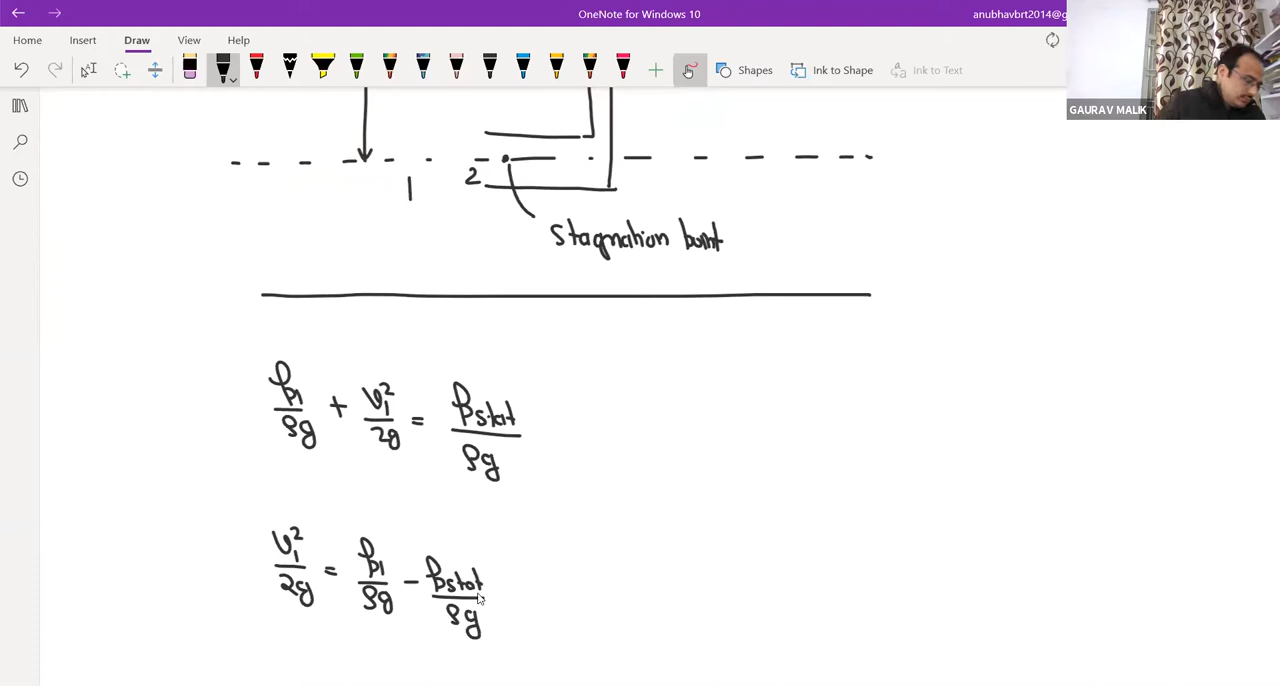 OneNote for Windows 10
anubhavbrt2014@g
Home Insert Draw View Help
Shapes Ink to Shape Ink to Text
GAURAV MALIK
1 2
Stagnation point
p1/ρg + v1²/2g = pstat/ρg
v1²/2g = p1/ρg - pstat/ρg